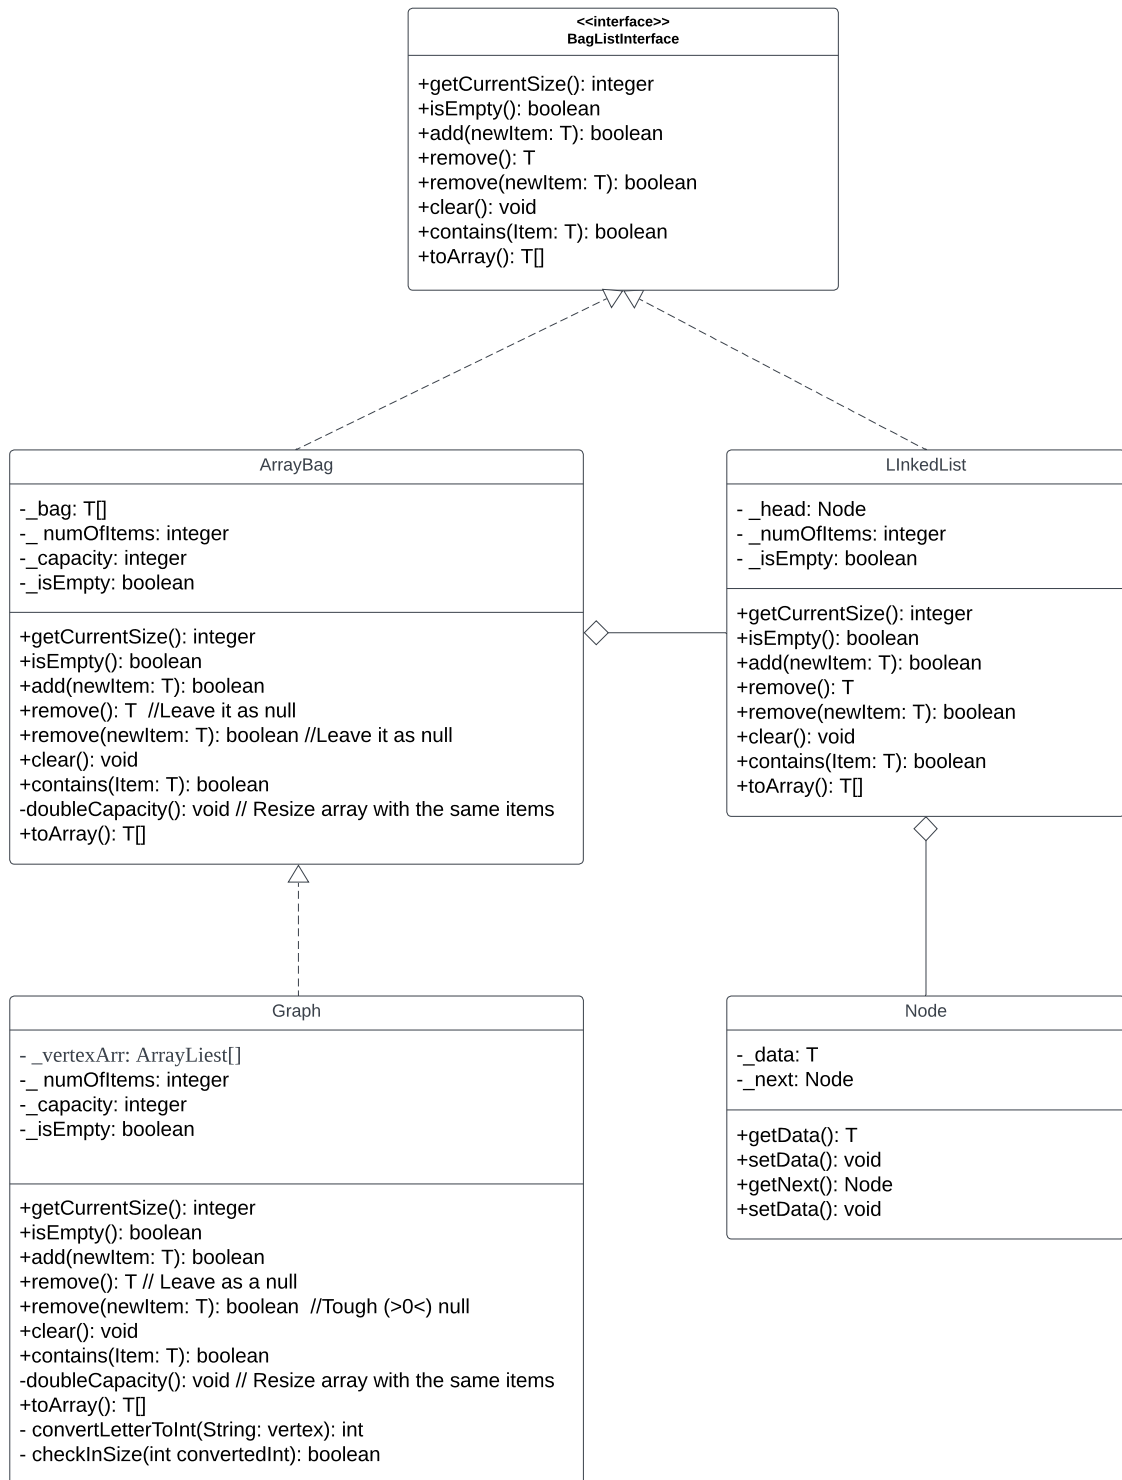 <<interface>>
BagListInterface
+getCurrentSize(): integer
+isEmpty(): boolean
+add(newItem: T): boolean
+remove(): T
+remove(newItem: T): boolean
+clear(): void
+contains(Item: T): boolean
+toArray(): T[]
ArrayBag
-_bag: T[]
-_ numOfItems: integer
-_capacity: integer
-_isEmpty: boolean
+getCurrentSize(): integer
+isEmpty(): boolean
+add(newItem: T): boolean
+remove(): T  //Leave it as null
+remove(newItem: T): boolean //Leave it as null
+clear(): void
+contains(Item: T): boolean
-doubleCapacity(): void // Resize array with the same items
+toArray(): T[]
LInkedList
- _head: Node
- _numOfItems: integer
- _isEmpty: boolean
+getCurrentSize(): integer
+isEmpty(): boolean
+add(newItem: T): boolean
+remove(): T
+remove(newItem: T): boolean
+clear(): void
+contains(Item: T): boolean
+toArray(): T[]
Graph
- _vertexArr: ArrayLiest[]
-_ numOfItems: integer
-_capacity: integer
-_isEmpty: boolean
+getCurrentSize(): integer
+isEmpty(): boolean
+add(newItem: T): boolean
+remove(): T // Leave as a null
+remove(newItem: T): boolean  //Tough (>0<) null
+clear(): void
+contains(Item: T): boolean
-doubleCapacity(): void // Resize array with the same items
+toArray(): T[]
- convertLetterToInt(String: vertex): int
- checkInSize(int convertedInt): boolean
Node
-_data: T
-_next: Node
+getData(): T
+setData(): void
+getNext(): Node
+setData(): void